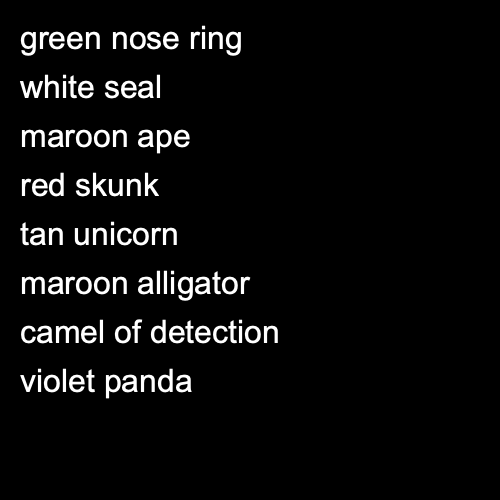 green nose ring
white seal
maroon ape
red skunk
tan unicorn
maroon alligator
camel of detection
violet panda